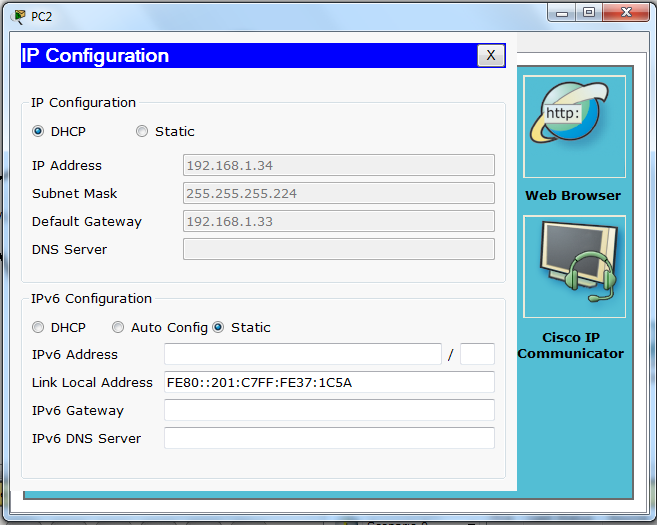 PC2
IP Configuration
X
IP Configuration
DHCP
Static
IP Address
192.168.1.34
Subnet Mask
255.255.255.224
Default Gateway
192.168.1.33
DNS Server
IPv6 Configuration
DHCP
Auto Config
Static
IPv6 Address
/
Link Local Address
FE80::201:C7FF:FE37:1C5A
IPv6 Gateway
IPv6 DNS Server
http:
Web Browser
Cisco IP
Communicator